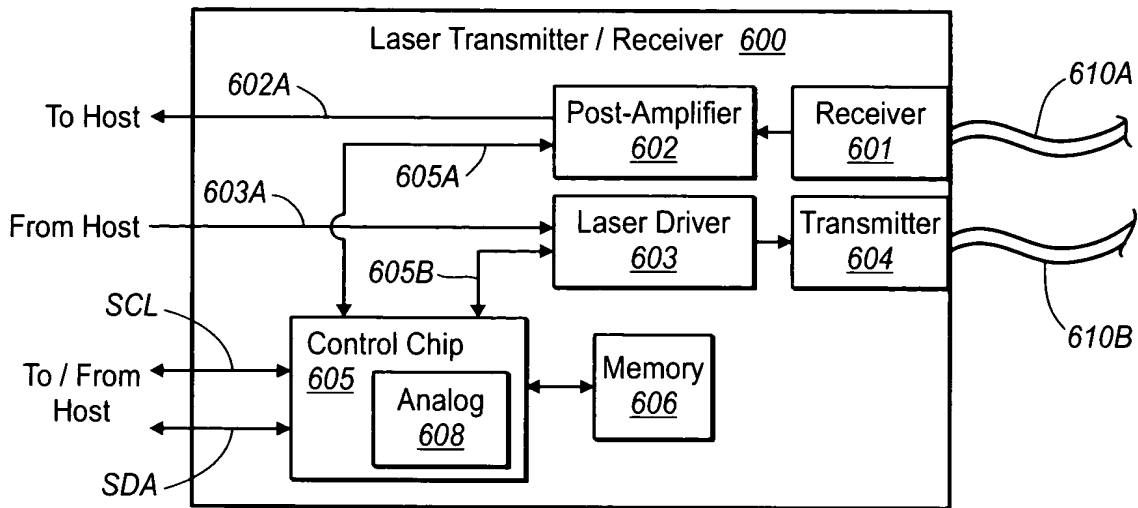 Laser Transmitter / Receiver 600
602A
610A
To Host
Post-Amplifier
602
Receiver
601
605A
603A
From Host
Laser Driver
603
Transmitter
604
605B
610B
SCL
Control Chip
605
Memory
606
To / From
Host
Analog
608
SDA